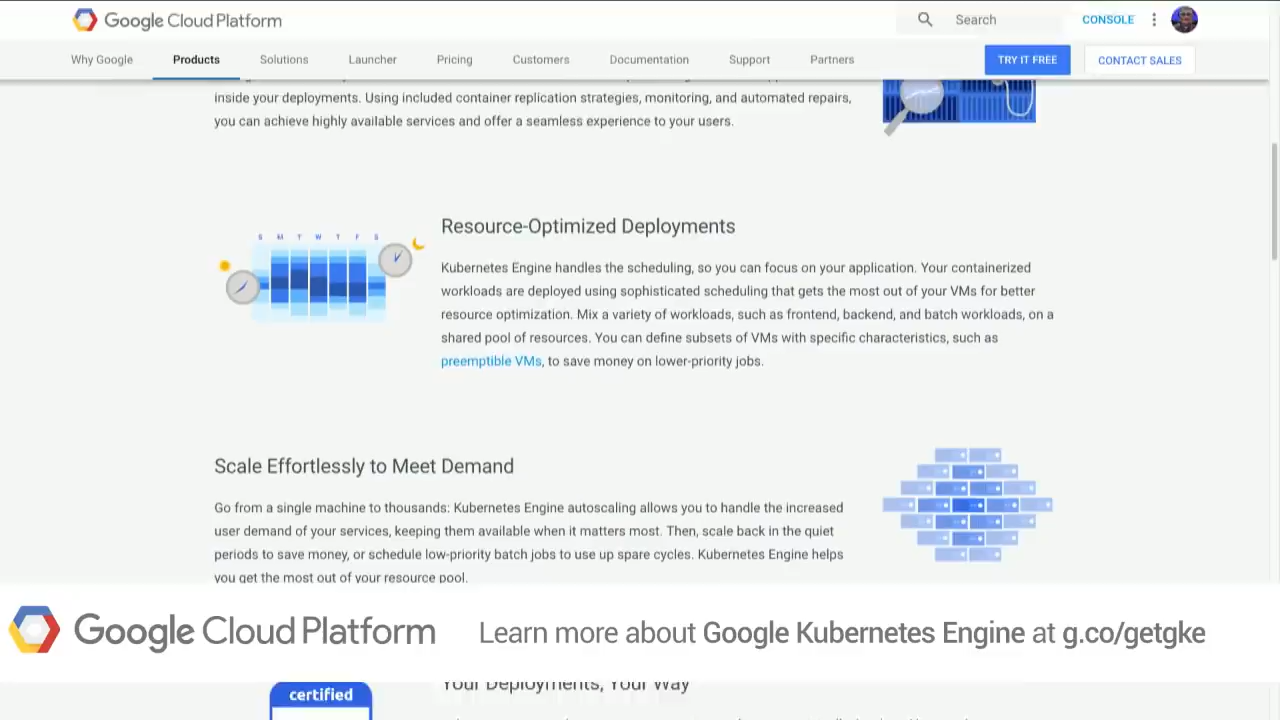 Google Cloud Platform
Search
CONSOLE
Why Google
Products
Solutions
Launcher
Pricing
Customers
Documentation
Support
Partners
TRY IT FREE
CONTACT SALES
inside your deployments. Using included container replication strategies, monitoring, and automated repairs,
you can achieve highly available services and offer a seamless experience to your users.
S M T W T F S
Resource-Optimized Deployments
Kubernetes Engine handles the scheduling, so you can focus on your application. Your containerized
workloads are deployed using sophisticated scheduling that gets the most out of your VMs for better
resource optimization. Mix a variety of workloads, such as frontend, backend, and batch workloads, on a
shared pool of resources. You can define subsets of VMs with specific characteristics, such as
preemptible VMs, to save money on lower-priority jobs.
Scale Effortlessly to Meet Demand
Go from a single machine to thousands: Kubernetes Engine autoscaling allows you to handle the increased
user demand of your services, keeping them available when it matters most. Then, scale back in the quiet
periods to save money, or schedule low-priority batch jobs to use up spare cycles. Kubernetes Engine helps
you get the most out of your resource pool.
Google Cloud Platform
Learn more about Google Kubernetes Engine at g.co/getgke
certified
Your Deployments, Your Way